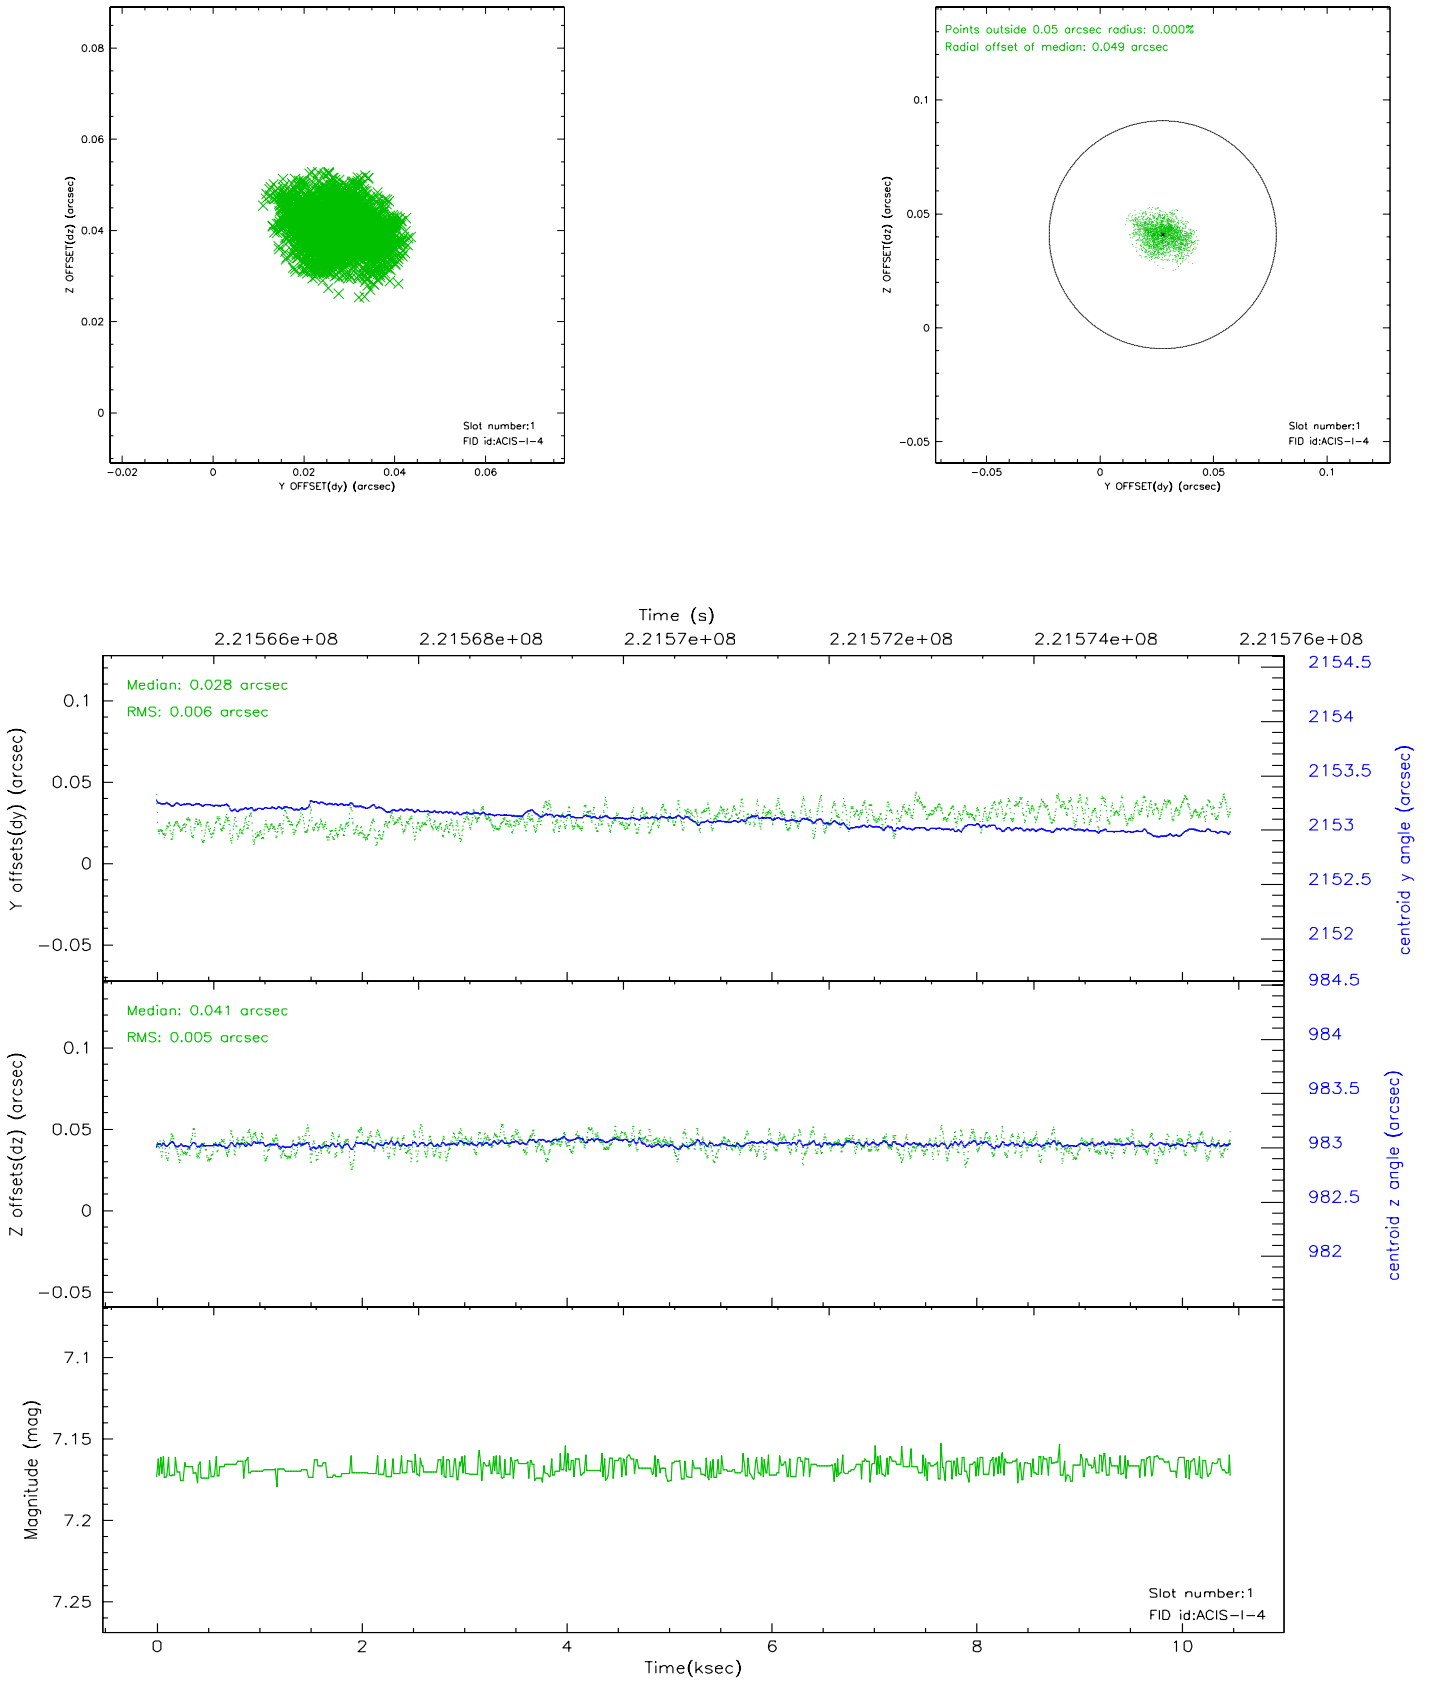 0.08
0.06
0.04
0.02
0
Z OFFSET(dz) (arcsec)
Slot number:1
FID id:ACIS-I-4
-0.02 0 0.02 0.04 0.06
Y OFFSET(dy) (arcsec)
Points outside 0.05 arcsec radius: 0.000%
Radial offset of median: 0.049 arcsec
0.1
0.05
0
-0.05
Z OFFSET(dz) (arcsec)
Slot number:1
FID id:ACIS-I-4
-0.05 0 0.05 0.1
Y OFFSET(dy) (arcsec)
Time (s)
2.21566e+08 2.21568e+08 2.2157e+08 2.21572e+08 2.21574e+08 2.21576e+08
Median: 0.028 arcsec
RMS: 0.006 arcsec
0.1
0.05
0
-0.05
Y offsets(dy) (arcsec)
2154.5
2154
2153.5
2153
2152.5
2152
centroid y angle (arcsec)
Median: 0.041 arcsec
RMS: 0.005 arcsec
0.1
0.05
0
-0.05
Z offsets(dz) (arcsec)
984.5
984
983.5
983
982.5
982
centroid z angle (arcsec)
7.1
7.15
7.2
7.25
Magnitude (mag)
Slot number:1
FID id:ACIS-I-4
0 2 4 6 8 10
Time(ksec)